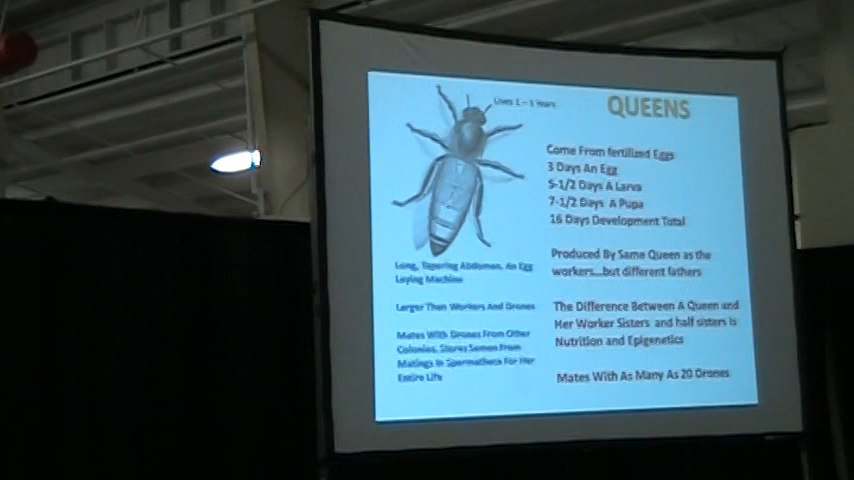 Lives 1 - 3 Years
QUEENS
Come From fertilized Eggs
3 Days An Egg
5-1/2 Days A Larva
7-1/2 Days A Pupa
16 Days Development Total
Produced By Same Queen as the
workers...but different fathers
The Difference Between A Queen and
Her Worker Sisters and half sisters is
Nutrition and Epigenetics
Mates With As Many As 20 Drones
Long, Tapering Abdomen. An Egg
Laying Machine
Larger Than Workers And Drones
Mates With Drones From Other
Colonies. Stores Semen From
Matings In Spermatheca For Her
Entire Life